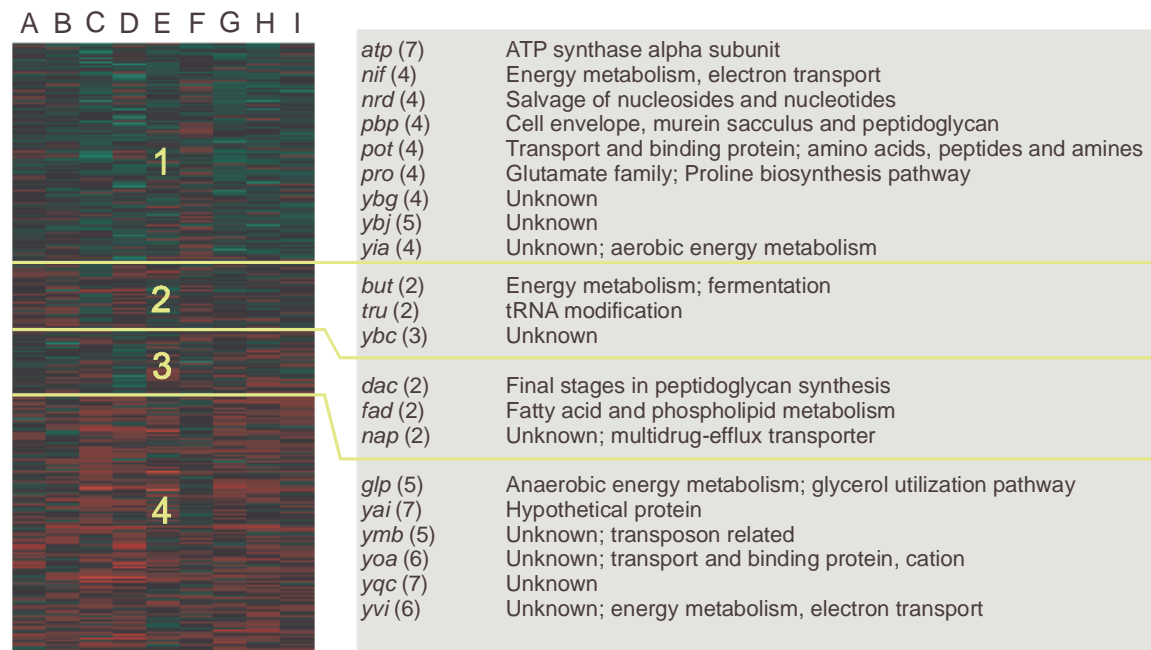 A B C D E F G H I
1
2
3
4
atp (7) ATP synthase alpha subunit
nif (4) Energy metabolism, electron transport
nrd (4) Salvage of nucleosides and nucleotides
pbp (4) Cell envelope, murein sacculus and peptidoglycan
pot (4) Transport and binding protein; amino acids, peptides and amines
pro (4) Glutamate family; Proline biosynthesis pathway
ybg (4) Unknown
ybj (5) Unknown
yia (4) Unknown; aerobic energy metabolism
but (2) Energy metabolism; fermentation
tru (2) tRNA modification
ybc (3) Unknown
dac (2) Final stages in peptidoglycan synthesis
fad (2) Fatty acid and phospholipid metabolism
nap (2) Unknown; multidrug-efflux transporter
glp (5) Anaerobic energy metabolism; glycerol utilization pathway
yai (7) Hypothetical protein
ymb (5) Unknown; transposon related
yoa (6) Unknown; transport and binding protein, cation
yqc (7) Unknown
yvi (6) Unknown; energy metabolism, electron transport